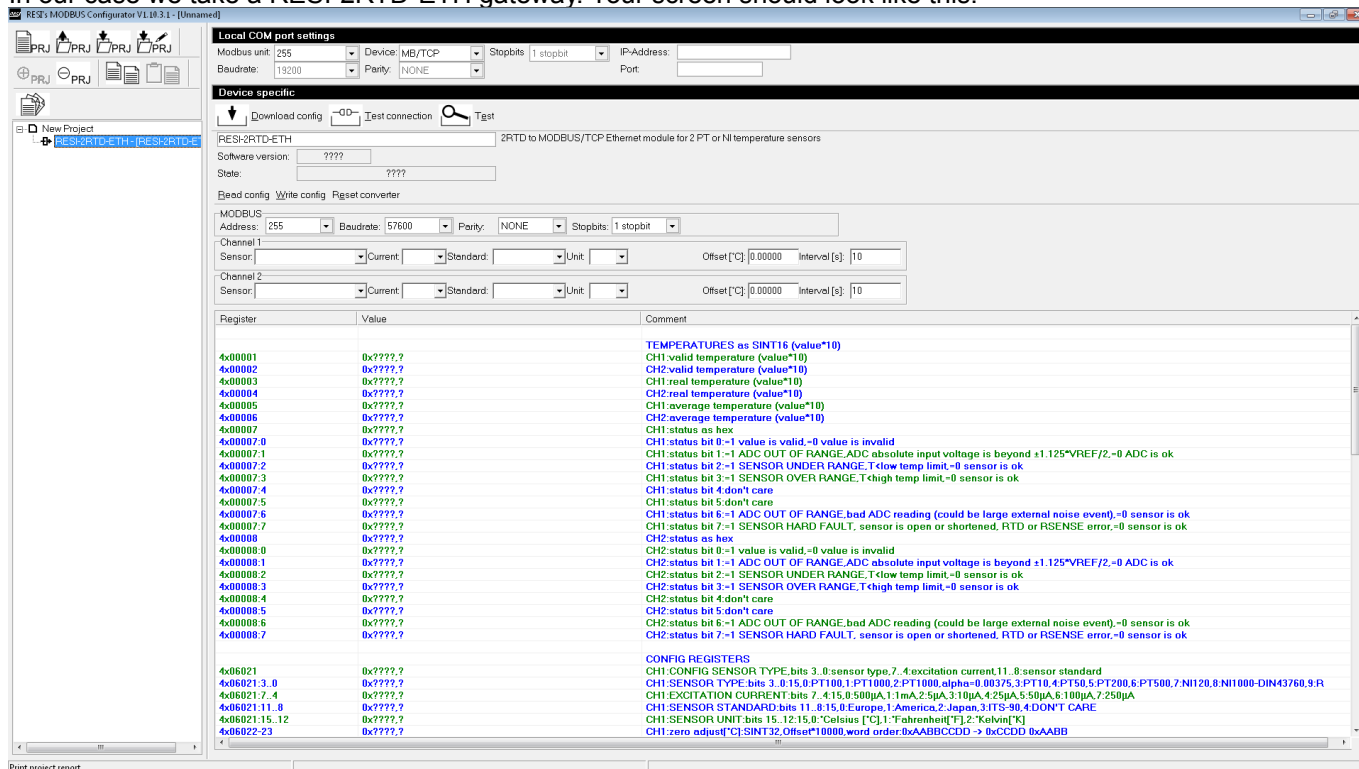 In our case we take a RESI-2RTD-ETH gateway. Your screen should look like this:
RESI's MODBUS Configurator V1.10.3.1 - [Unnamed]
PRJ PRJ PRJ PRJ
PRJ PRJ
New Project
RESI-2RTD-ETH - [RESI-2RTD-E
Local COM port settings
Modbus unit: 255 Device: MB/TCP Stopbits 1 stopbit IP-Address:
Baudrate: 19200 Parity: NONE Port:
Device specific
Download config Test connection Test
RESI-2RTD-ETH 2RTD to MODBUS/TCP Ethernet module for 2 PT or NI temperature sensors
Software version: ????
State: ????
Read config Write config Reset converter
MODBUS
Address: 255 Baudrate: 57600 Parity: NONE Stopbits: 1 stopbit
Channel 1
Sensor: Current: Standard: Unit: Offset [°C]: 0.00000 Interval [s]: 10
Channel 2
Sensor: Current: Standard: Unit: Offset [°C]: 0.00000 Interval [s]: 10
Register Value Comment
TEMPERATURES as SINT16 (value*10)
4x00001 0x????,? CH1:valid temperature (value*10)
4x00002 0x????,? CH2:valid temperature (value*10)
4x00003 0x????,? CH1:real temperature (value*10)
4x00004 0x????,? CH2:real temperature (value*10)
4x00005 0x????,? CH1:average temperature (value*10)
4x00006 0x????,? CH2:average temperature (value*10)
4x00007 0x????,? CH1:status as hex
4x00007:0 0x????,? CH1:status bit 0:=1 value is valid,=0 value is invalid
4x00007:1 0x????,? CH1:status bit 1:=1 ADC OUT OF RANGE,ADC absolute input voltage is beyond ±1.125*VREF/2,=0 ADC is ok
4x00007:2 0x????,? CH1:status bit 2:=1 SENSOR UNDER RANGE,T<low temp limit,=0 sensor is ok
4x00007:3 0x????,? CH1:status bit 3:=1 SENSOR OVER RANGE,T<high temp limit,=0 sensor is ok
4x00007:4 0x????,? CH1:status bit 4:don't care
4x00007:5 0x????,? CH1:status bit 5:don't care
4x00007:6 0x????,? CH1:status bit 6:=1 ADC OUT OF RANGE,bad ADC reading (could be large external noise event),=0 sensor is ok
4x00007:7 0x????,? CH1:status bit 7:=1 SENSOR HARD FAULT, sensor is open or shortened, RTD or RSENSE error,=0 sensor is ok
4x00008 0x????,? CH2:status as hex
4x00008:0 0x????,? CH2:status bit 0:=1 value is valid,=0 value is invalid
4x00008:1 0x????,? CH2:status bit 1:=1 ADC OUT OF RANGE,ADC absolute input voltage is beyond ±1.125*VREF/2,=0 ADC is ok
4x00008:2 0x????,? CH2:status bit 2:=1 SENSOR UNDER RANGE,T<low temp limit,=0 sensor is ok
4x00008:3 0x????,? CH2:status bit 3:=1 SENSOR OVER RANGE,T<high temp limit,=0 sensor is ok
4x00008:4 0x????,? CH2:status bit 4:don't care
4x00008:5 0x????,? CH2:status bit 5:don't care
4x00008:6 0x????,? CH2:status bit 6:=1 ADC OUT OF RANGE,bad ADC reading (could be large external noise event),=0 sensor is ok
4x00008:7 0x????,? CH2:status bit 7:=1 SENSOR HARD FAULT, sensor is open or shortened, RTD or RSENSE error,=0 sensor is ok
CONFIG REGISTERS
4x06021 0x????,? CH1:CONFIG SENSOR TYPE,bits 3..0:sensor type,7..4:excitation current,11..8:sensor standard
4x06021:3..0 0x????,? CH1:SENSOR TYPE:bits 3..0:15,0:PT100,1:PT1000,2:PT1000,alpha=0.00375,3:PT10,4:PT50,5:PT200,6:PT500,7:NI120,8:NI1000-DIN43760,9:R
4x06021:7..4 0x????,? CH1:EXCITATION CURRENT:bits 7..4:15,0:500µA,1:1mA,2:5µA,3:10µA,4:25µA,5:50µA,6:100µA,7:250µA
4x06021:11..8 0x????,? CH1:SENSOR STANDARD:bits 11..8:15,0:Europe,1:America,2:Japan,3:ITS-90,4:DON'T CARE
4x06021:15..12 0x????,? CH1:SENSOR UNIT:bits 15..12:15,0:°Celsius [°C],1:°Fahrenheit[°F],2:°Kelvin[°K]
4x06022-23 0x????,? CH1:zero adjust[°C]:SINT32,Offset*10000,word order:0xAABBCCDD -> 0xCCDD 0xAABB
Print project report